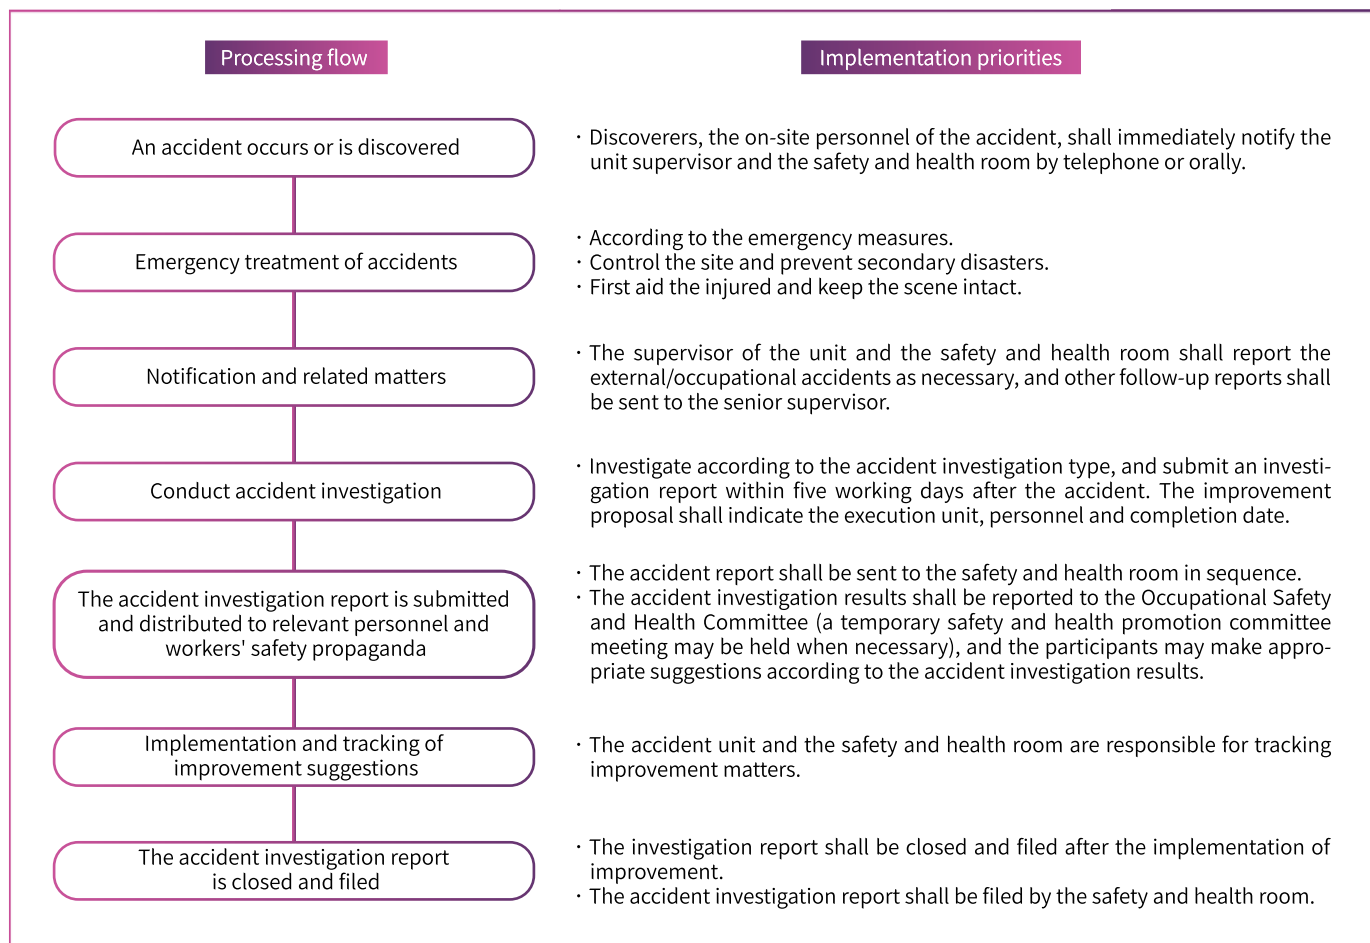 Processing flow
Implementation priorities
An accident occurs or is discovered
· Discoverers, the on-site personnel of the accident, shall immediately notify the
unit supervisor and the safety and health room by telephone or orally.
Emergency treatment of accidents
· According to the emergency measures.
· Control the site and prevent secondary disasters.
· First aid the injured and keep the scene intact.
Notification and related matters
· The supervisor of the unit and the safety and health room shall report the
external/occupational accidents as necessary, and other follow-up reports shall
be sent to the senior supervisor.
Conduct accident investigation
· Investigate according to the accident investigation type, and submit an investi-
gation report within five working days after the accident. The improvement
proposal shall indicate the execution unit, personnel and completion date.
The accident investigation report is submitted
and distributed to relevant personnel and
workers' safety propaganda
· The accident report shall be sent to the safety and health room in sequence.
· The accident investigation results shall be reported to the Occupational Safety
and Health Committee (a temporary safety and health promotion committee
meeting may be held when necessary), and the participants may make appro-
priate suggestions according to the accident investigation results.
Implementation and tracking of
improvement suggestions
· The accident unit and the safety and health room are responsible for tracking
improvement matters.
The accident investigation report
is closed and filed
· The investigation report shall be closed and filed after the implementation of
improvement.
· The accident investigation report shall be filed by the safety and health room.